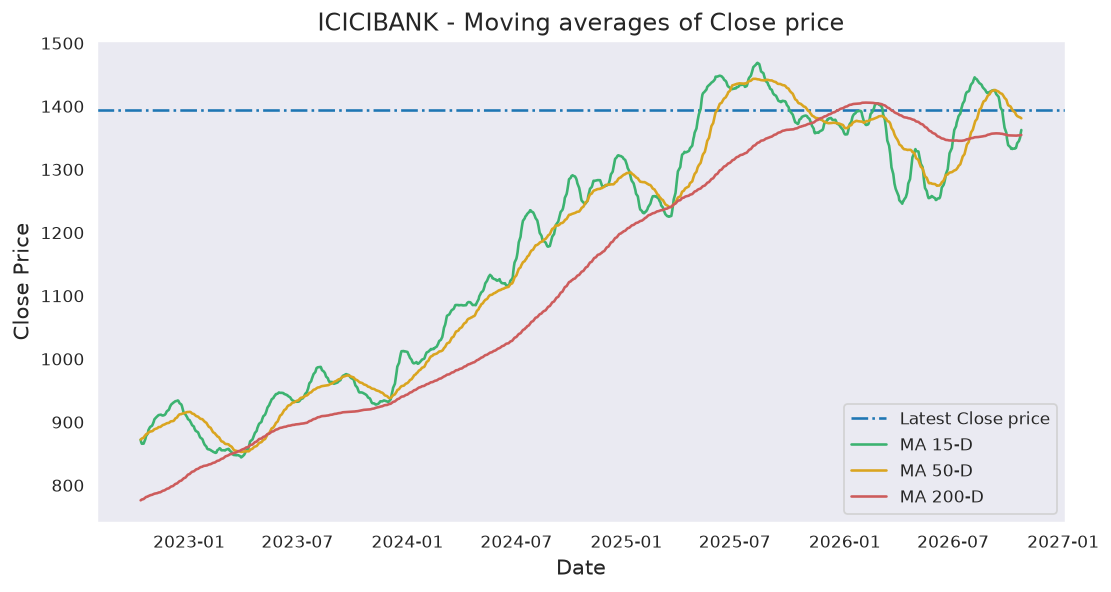 ICICIBANK - Moving averages of Close price
Close Price
1500
1400
1300
1200
1100
1000
900
800
Latest Close price
MA 15-D
MA 50-D
MA 200-D
2023-01
2023-07
2024-01
2024-07
2025-01
2025-07
2026-01
2026-07
2027-01
Date